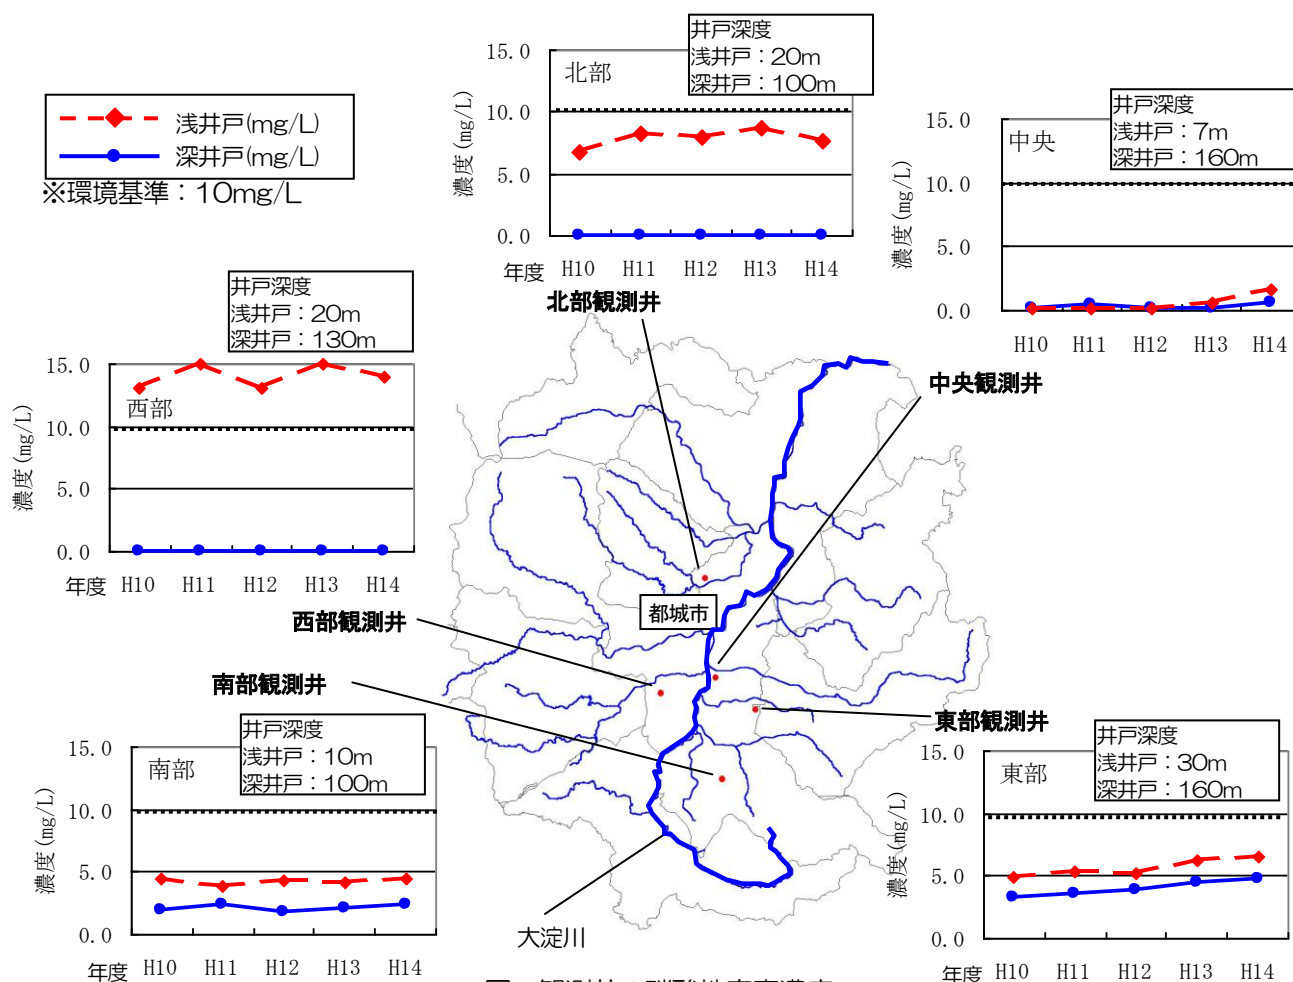 浅井戸(mg/L)
深井戸(mg/L)
※環境基準：10mg/L
井戸深度
浅井戸：20m
深井戸：100m
北部
15.0
10.0
5.0
0.0
濃度(mg/L)
年度 H10 H11 H12 H13 H14
北部観測井
井戸深度
浅井戸：7m
深井戸：160m
中央
15.0
10.0
5.0
0.0
濃度(mg/L)
H10 H11 H12 H13 H14
中央観測井
井戸深度
浅井戸：20m
深井戸：130m
西部
15.0
10.0
5.0
0.0
濃度(mg/L)
年度 H10 H11 H12 H13 H14
西部観測井
都城市
南部観測井
東部観測井
井戸深度
浅井戸：10m
深井戸：100m
南部
15.0
10.0
5.0
0.0
濃度(mg/L)
年度 H10 H11 H12 H13 H14
大淀川
井戸深度
浅井戸：30m
深井戸：160m
東部
15.0
10.0
5.0
0.0
濃度(mg/L)
年度 H10 H11 H12 H13 H14